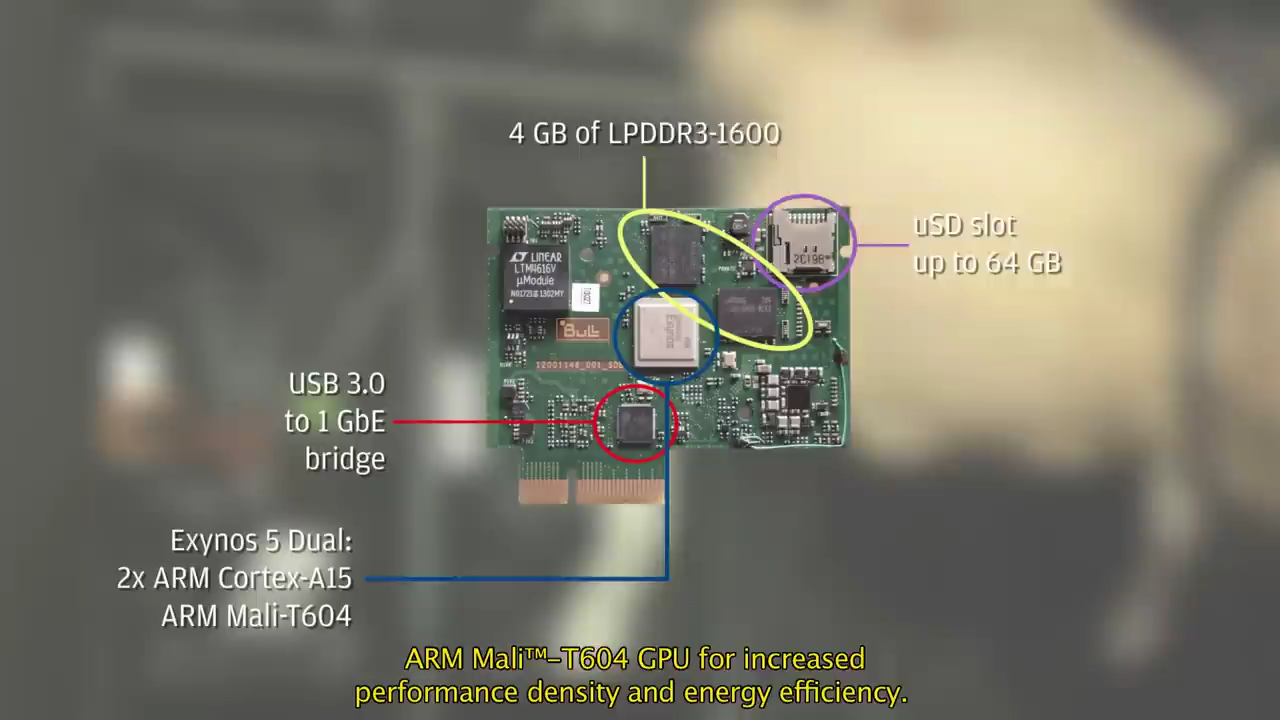 4 GB of LPDDR3-1600
uSD slot
up to 64 GB
LINEAR
LTM4616V
µModule
Bull
Exynos
USB 3.0
to 1 GbE
bridge
Exynos 5 Dual:
2x ARM Cortex-A15
ARM Mali-T604
ARM Mali™–T604 GPU for increased
performance density and energy efficiency.